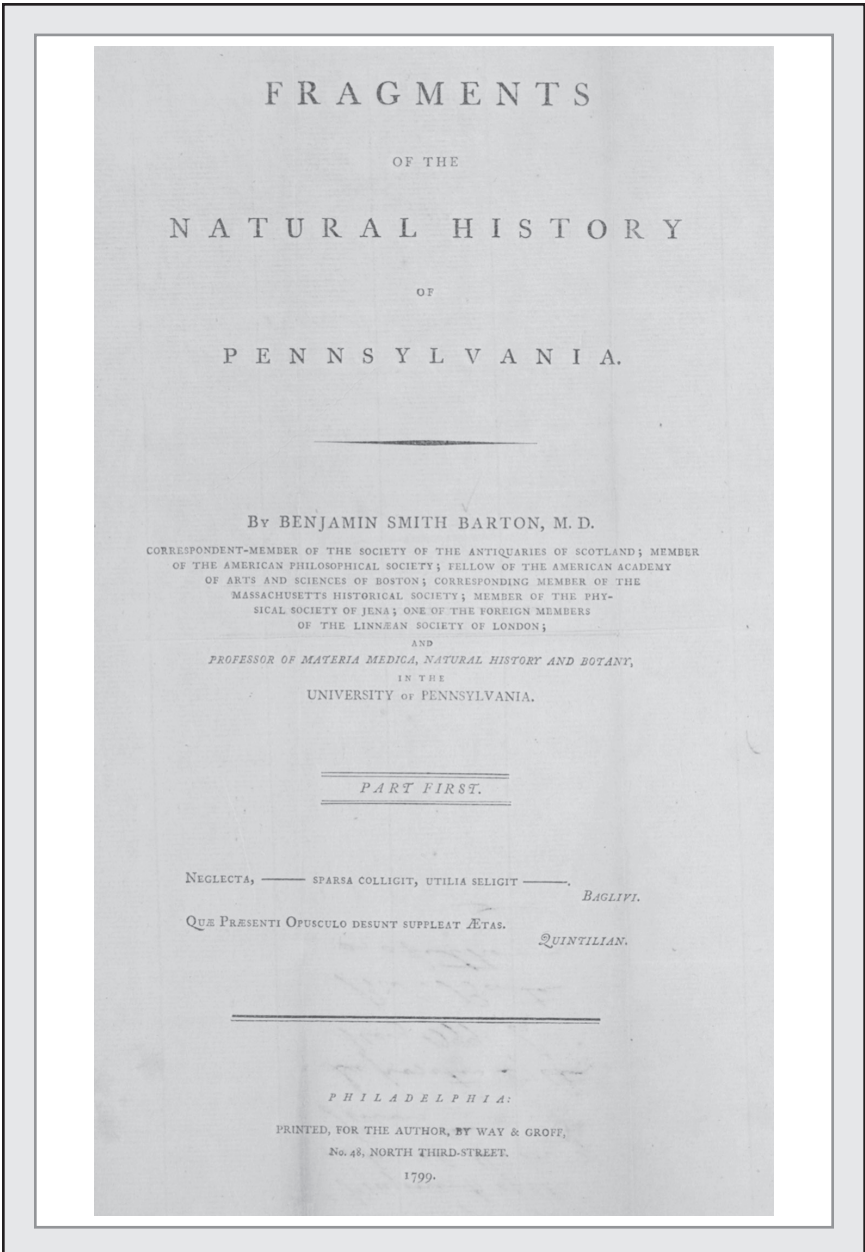 FRAGMENTS
OF THE
NATURAL HISTORY
OF
PENNSYLVANIA.
By BENJAMIN SMITH BARTON, M. D.
CORRESPONDENT-MEMBER OF THE SOCIETY OF THE ANTIQUARIES OF SCOTLAND; MEMBER
OF THE AMERICAN PHILOSOPHICAL SOCIETY; FELLOW OF THE AMERICAN ACADEMY
OF ARTS AND SCIENCES OF BOSTON; CORRESPONDING MEMBER OF THE
MASSACHUSETTS HISTORICAL SOCIETY; MEMBER OF THE PHY-
SICAL SOCIETY OF JENA; ONE OF THE FOREIGN MEMBERS
OF THE LINNÆAN SOCIETY OF LONDON;
AND
PROFESSOR OF MATERIA MEDICA, NATURAL HISTORY AND BOTANY,
IN THE
UNIVERSITY OF PENNSYLVANIA.
PART FIRST.
NEGLECTA, —— SPARSA COLLIGIT, UTILIA SELIGIT ——.
BAGLIVI.
QUÆ PRÆSENTI OPUSCULO DESUNT SUPPLEAT ÆTAS.
QUINTILIAN.
PHILADELPHIA:
PRINTED, FOR THE AUTHOR, BY WAY & GROFF,
No. 48, NORTH THIRD-STREET.
1799.